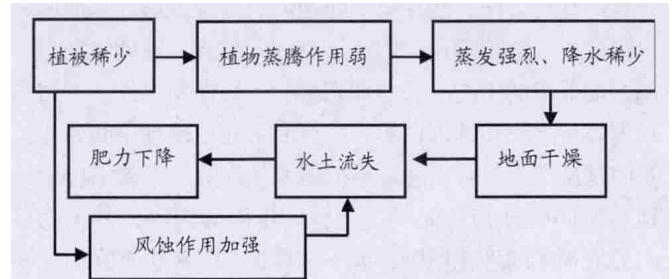 植被稀少
植物蒸腾作用弱
蒸发强烈、降水稀少
肥力下降
水土流失
地面干燥
风蚀作用加强